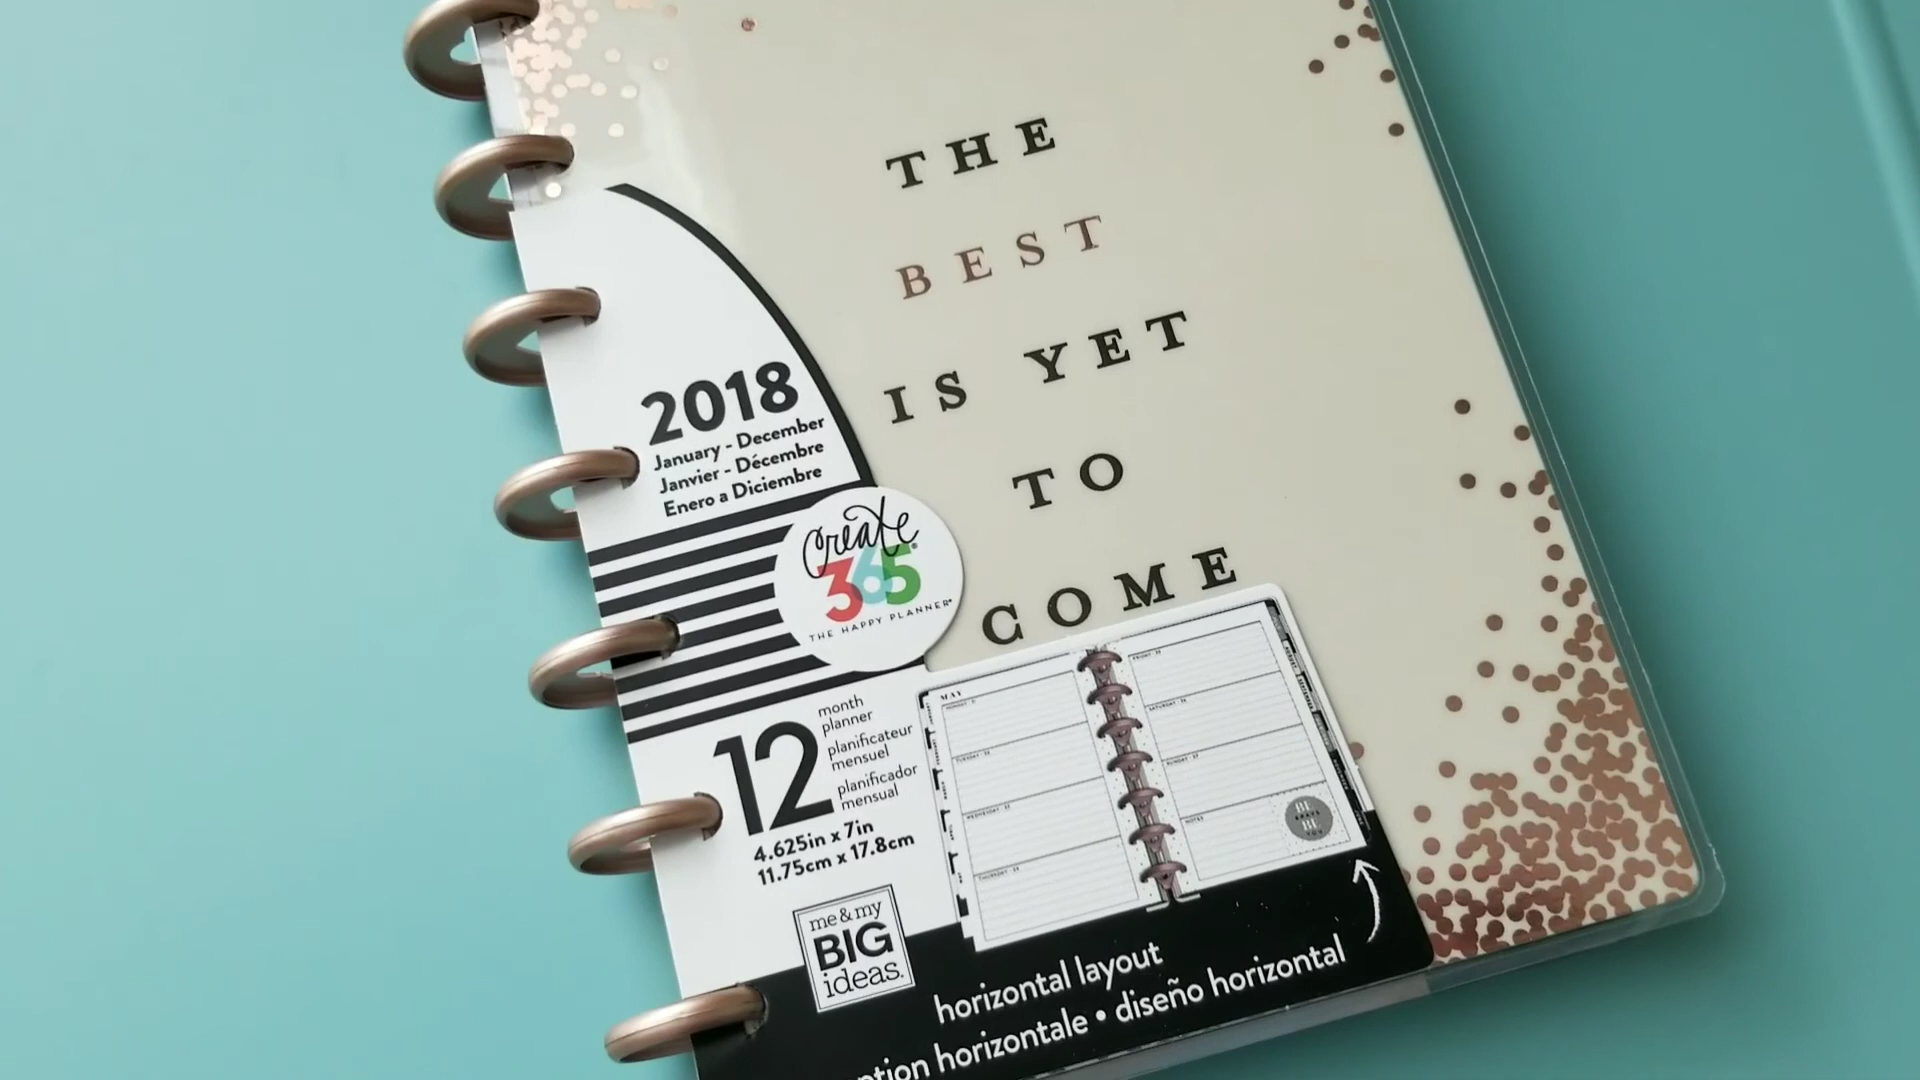 THE
BEST
IS YET
TO
COME
2018
January - December
Janvier - Décembre
Enero a Diciembre
Create
365®
THE HAPPY PLANNER®
12
month
planner
planificateur
mensuel
planificador
mensual
4.625in x 7in
11.75cm x 17.8cm
me & my
BIG
ideas.
MAY
horizontal layout
horizontale • diseño horizontal